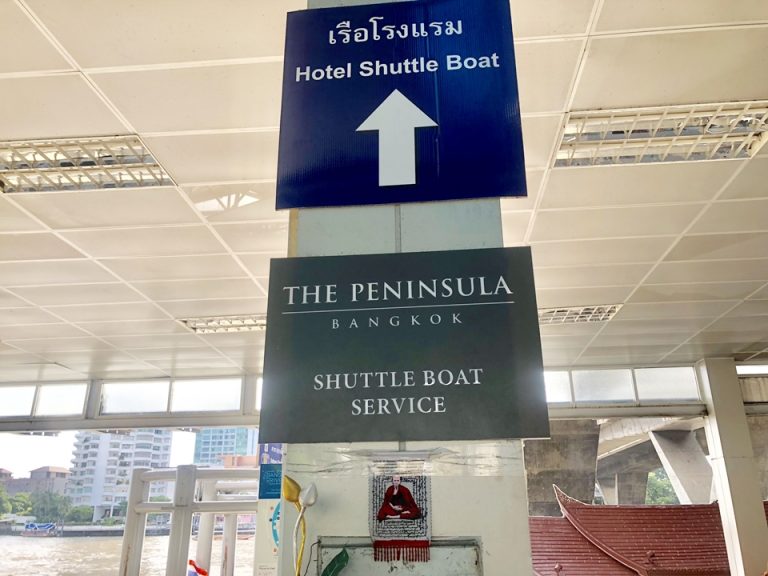 เรือโรงแรม
Hotel Shuttle Boat
THE PENINSULA
BANGKOK
SHUTTLE BOAT
SERVICE